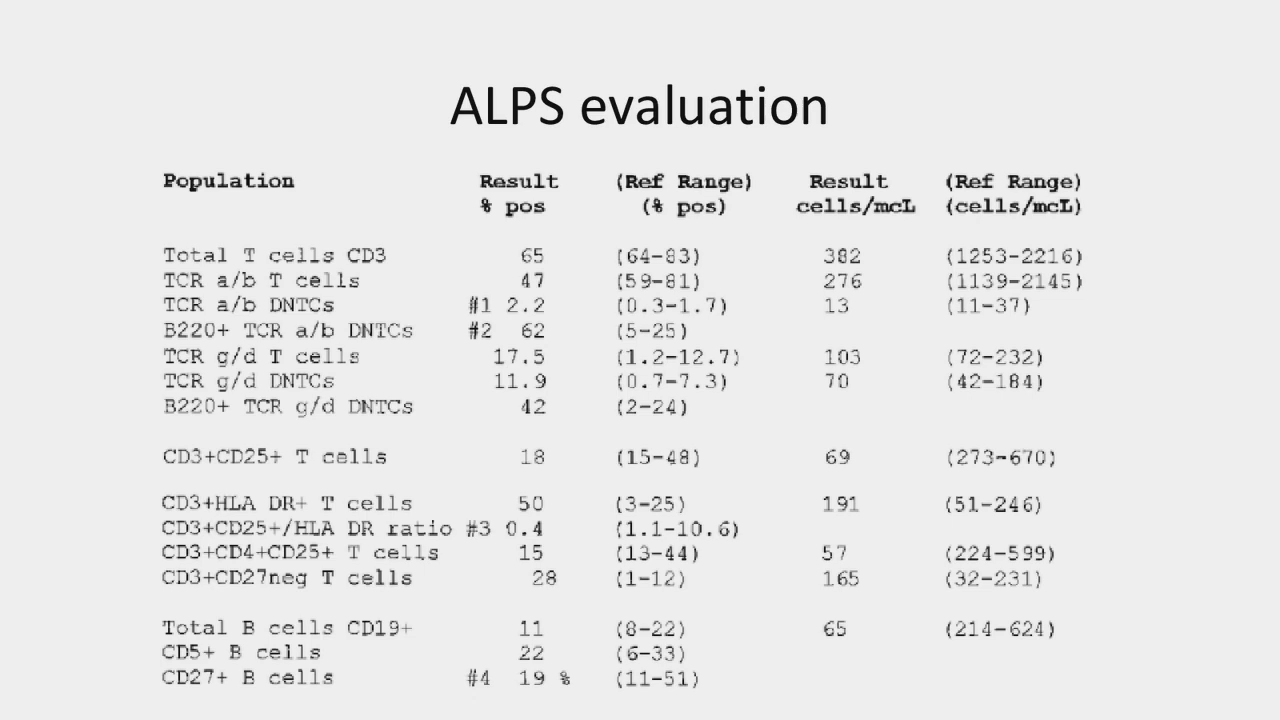 ALPS evaluation
Population Result (Ref Range) Result (Ref Range)
% pos (% pos) cells/mcL (cells/mcL)
Total T cells CD3 65 (64-83) 382 (1253-2216)
TCR a/b T cells 47 (59-81) 276 (1139-2145)
TCR a/b DNTCs #1 2.2 (0.3-1.7) 13 (11-37)
B220+ TCR a/b DNTCs #2 62 (5-25)
TCR g/d T cells 17.5 (1.2-12.7) 103 (72-232)
TCR g/d DNTCs 11.9 (0.7-7.3) 70 (42-184)
B220+ TCR g/d DNTCs 42 (2-24)
CD3+CD25+ T cells 18 (15-48) 69 (273-670)
CD3+HLA DR+ T cells 50 (3-25) 191 (51-246)
CD3+CD25+/HLA DR ratio #3 0.4 (1.1-10.6)
CD3+CD4+CD25+ T cells 15 (13-44) 57 (224-599)
CD3+CD27neg T cells 28 (1-12) 165 (32-231)
Total B cells CD19+ 11 (8-22) 65 (214-624)
CD5+ B cells 22 (6-33)
CD27+ B cells #4 19 % (11-51)